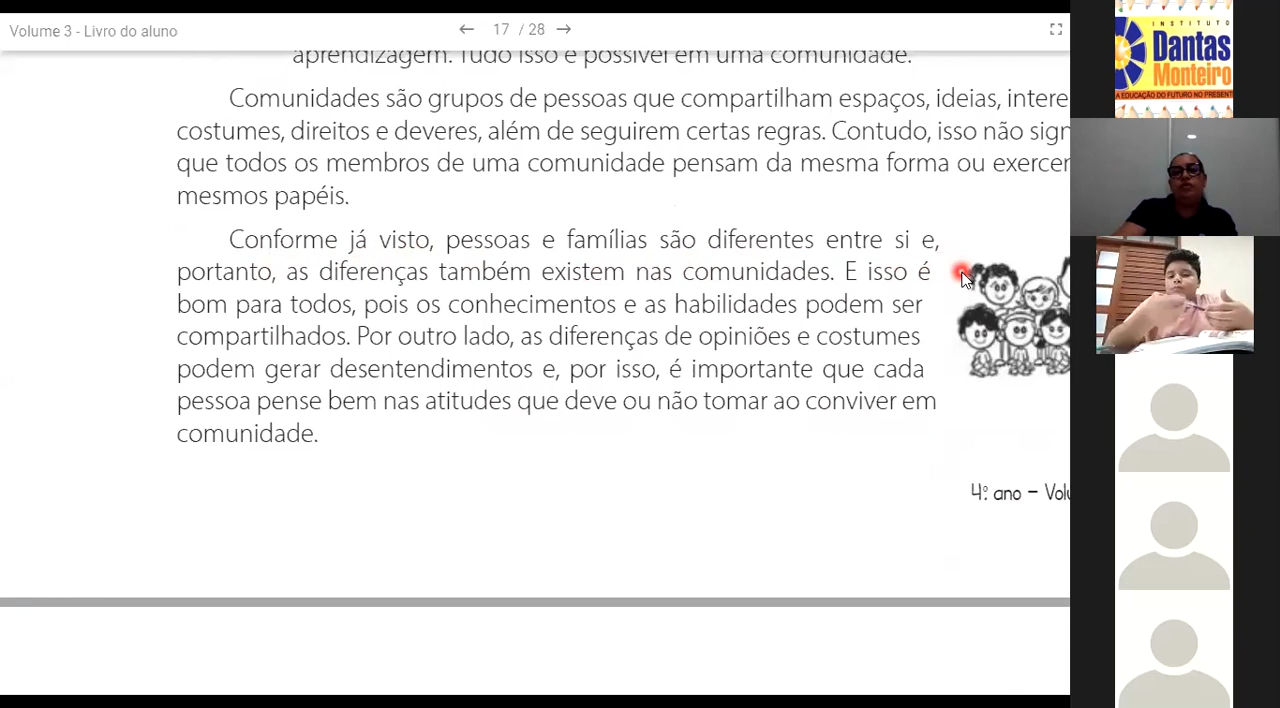 Volume 3 - Livro do aluno
17 / 28
aprendizagem. Tudo isso é possível em uma comunidade.
Comunidades são grupos de pessoas que compartilham espaços, ideias,
costumes, direitos e deveres, além de seguirem certas regras. Contudo, isso não
que todos os membros de uma comunidade pensam da mesma forma ou
mesmos papéis.
Conforme já visto, pessoas e famílias são diferentes entre si e,
portanto, as diferenças também existem nas comunidades. E isso é
bom para todos, pois os conhecimentos e as habilidades podem ser
compartilhados. Por outro lado, as diferenças de opiniões e costumes
podem gerar desentendimentos e, por isso, é importante que cada
pessoa pense bem nas atitudes que deve ou não tomar ao conviver em
comunidade.
4º. ano –
INSTITUTO
Dantas
Monteiro
A EDUCAÇÃO DO FUTURO NO PRESENT